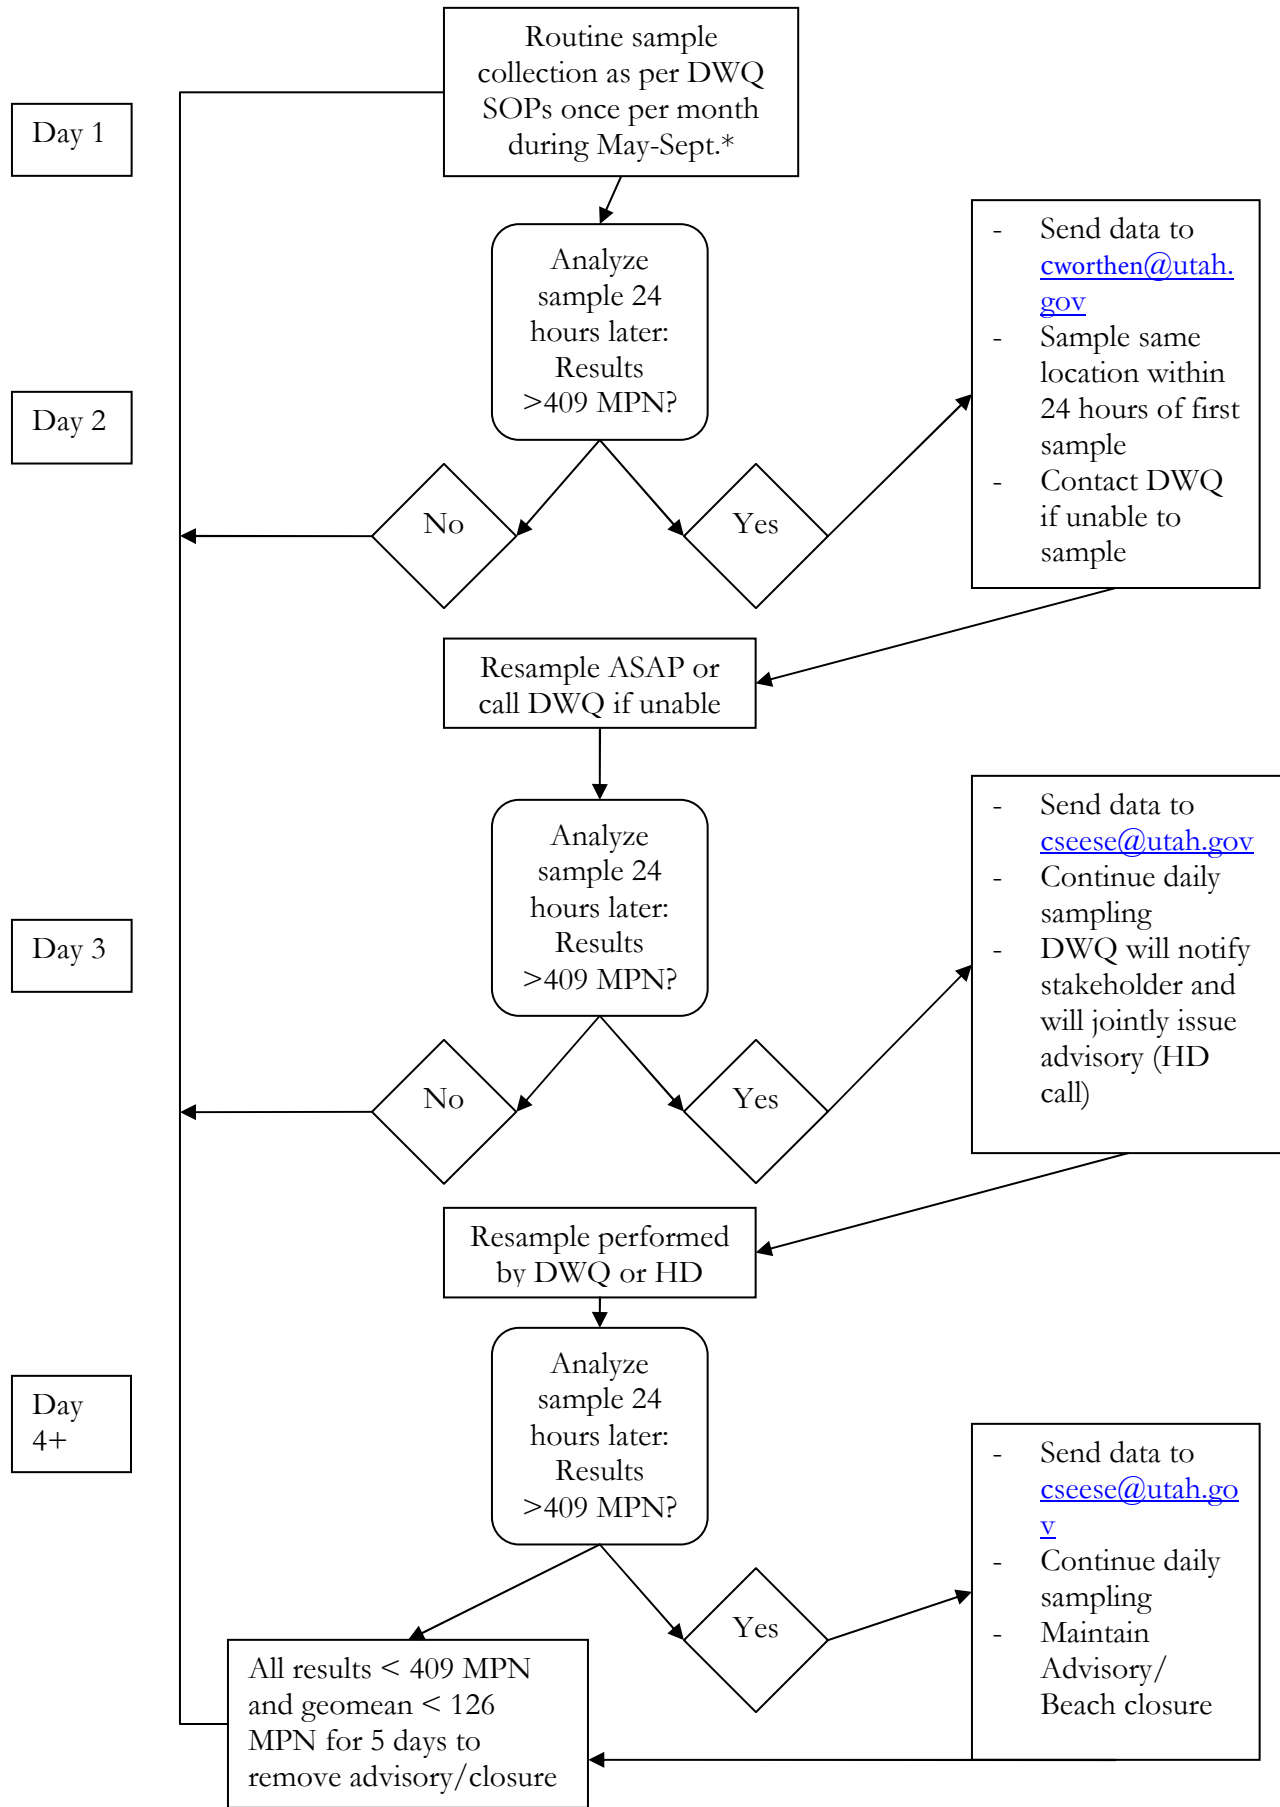 Routine sample
collection as per DWQ
SOPs once per month
during May-Sept.*
Day 1
Analyze
sample 24
hours later:
Results
>409 MPN?
- Send data to
cworthen@utah.
gov
- Sample same
location within
24 hours of first
sample
- Contact DWQ
if unable to
sample
Day 2
No
Yes
Resample ASAP or
call DWQ if unable
Analyze
sample 24
hours later:
Results
>409 MPN?
- Send data to
cseese@utah.gov
- Continue daily
sampling
- DWQ will notify
stakeholder and
will jointly issue
advisory (HD
call)
Day 3
No
Yes
Resample performed
by DWQ or HD
Analyze
sample 24
hours later:
Results
>409 MPN?
Day
4+
- Send data to
cseese@utah.go
v
- Continue daily
sampling
- Maintain
Advisory/
Beach closure
Yes
All results < 409 MPN
and geomean < 126
MPN for 5 days to
remove advisory/closure